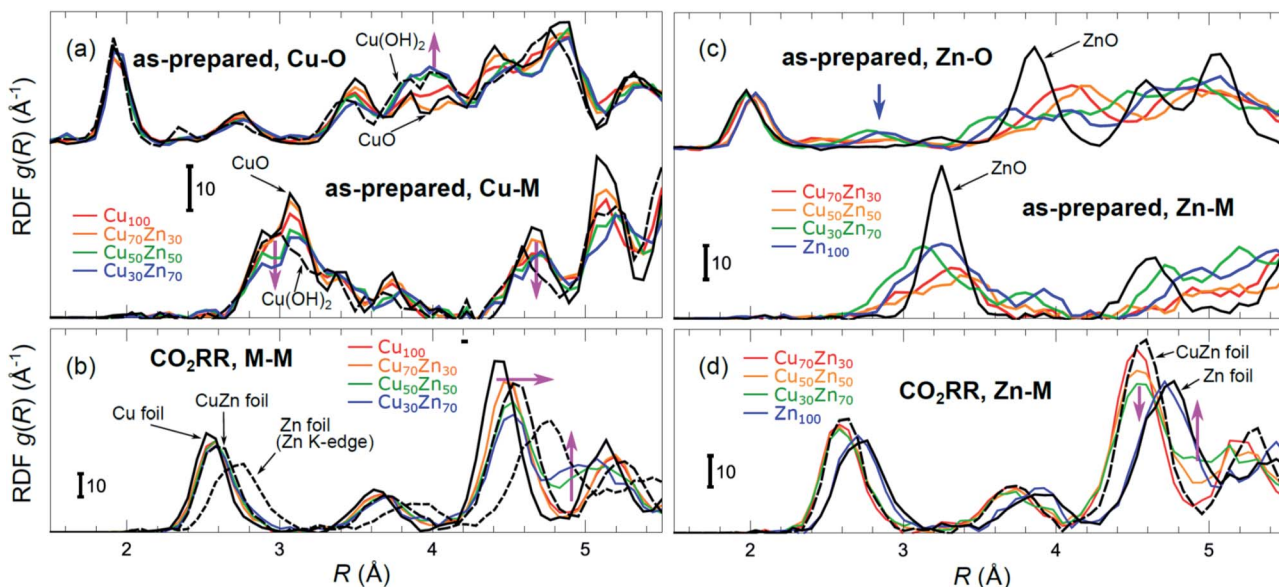 (a)
as-prepared, Cu-O
Cu(OH)2
CuO
10
CuO
as-prepared, Cu-M
Cu100
Cu70Zn30
Cu50Zn50
Cu30Zn70
Cu(OH)2
RDF g(R) (Å-1)
(b)
CO2RR, M-M
Cu100
Cu70Zn30
Cu50Zn50
Cu30Zn70
Cu foil
CuZn foil
Zn foil
(Zn K-edge)
10
RDF g(R) (Å-1)
2
3
4
5
R (Å)
(c)
as-prepared, Zn-O
ZnO
ZnO
Cu70Zn30
Cu50Zn50
Cu30Zn70
Zn100
as-prepared, Zn-M
10
(d)
CO2RR, Zn-M
Cu70Zn30
Cu50Zn50
Cu30Zn70
Zn100
CuZn foil
Zn foil
10
2
3
4
5
R (Å)